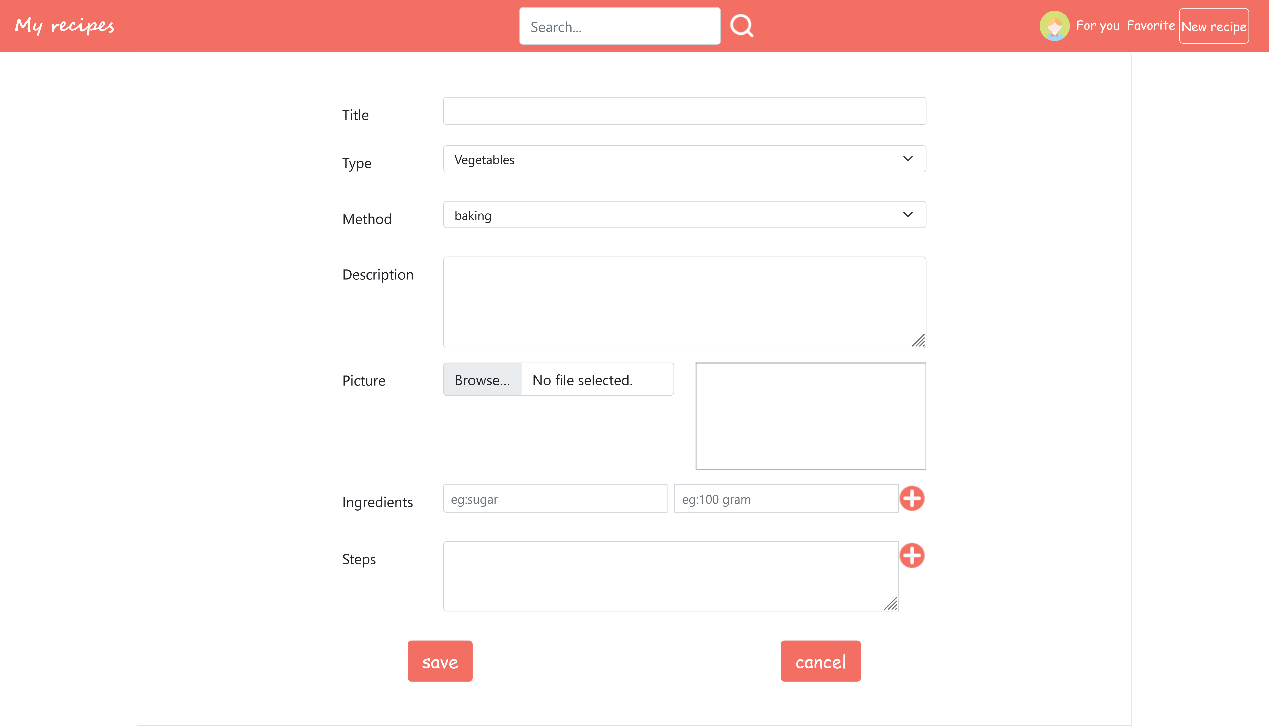 My recipes
Search...
For you Favorite New recipe
Title
Type Vegetables
Method baking
Description
Picture Browse... No file selected.
Ingredients eg:sugar eg:100 gram
Steps
save cancel